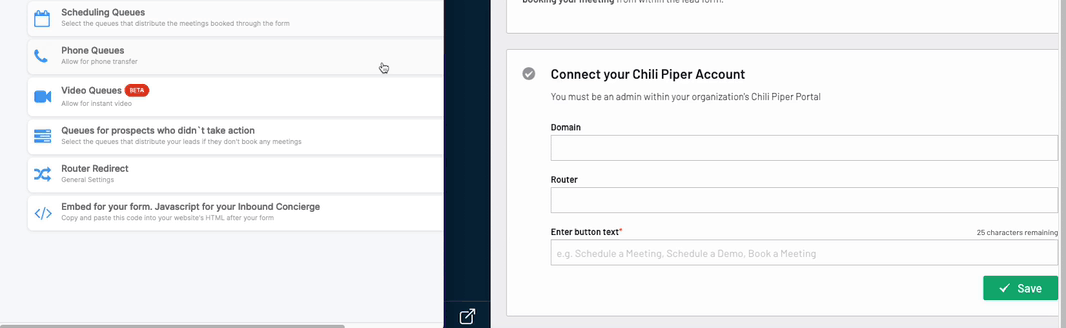 Scheduling Queues
Select the queues that distribute the meetings booked through the form
Phone Queues
Allow for phone transfer
Video Queues BETA
Allow for instant video
Queues for prospects who didn`t take action
Select the queues that distribute your leads if they don't book any meetings
Router Redirect
General Settings
Embed for your form. Javascript for your Inbound Concierge
Copy and paste this code into your website's HTML after your form
booking your meeting from within the lead form.
Connect your Chili Piper Account
You must be an admin within your organization's Chili Piper Portal
Domain
Router
Enter button text*
25 characters remaining
e.g. Schedule a Meeting, Schedule a Demo, Book a Meeting
Save